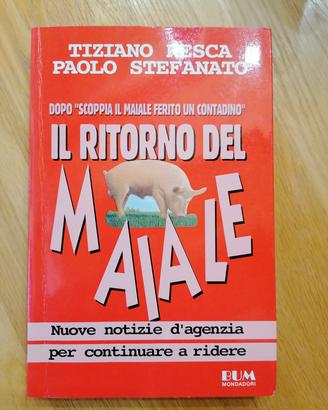 TIZIANO PESCA
PAOLO STEFANATO
DOPO "SCOPPIA IL MAIALE FERITO UN CONTADINO"
IL RITORNO DEL
MAIALE
Nuove notizie d'agenzia
per continuare a ridere
BUM
MONDADORI